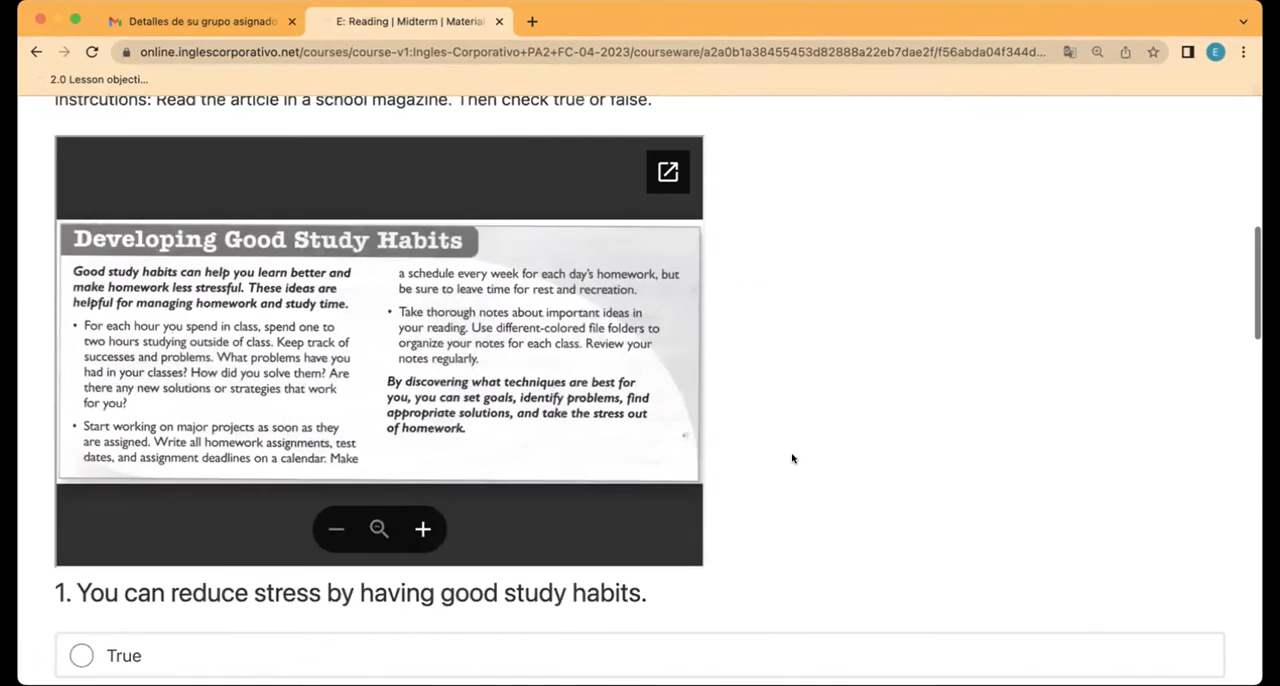 Detalles de su grupo asignado
E: Reading | Midterm | Material
online.inglescorporativo.net/courses/course-v1:Ingles-Corporativo+PA2+FC-04-2023/courseware/a2a0b1a38455453d82888a22eb7dae2f/f56abda04f344d...
E
2.0 Lesson objecti...
Instrcutions: Read the article in a school magazine. Then check true or false.
Developing Good Study Habits
Good study habits can help you learn better and
make homework less stressful. These ideas are
helpful for managing homework and study time.
• For each hour you spend in class, spend one to
two hours studying outside of class. Keep track of
successes and problems. What problems have you
had in your classes? How did you solve them? Are
there any new solutions or strategies that work
for you?
• Start working on major projects as soon as they
are assigned. Write all homework assignments, test
dates, and assignment deadlines on a calendar. Make
a schedule every week for each day's homework, but
be sure to leave time for rest and recreation.
• Take thorough notes about important ideas in
your reading. Use different-colored file folders to
organize your notes for each class. Review your
notes regularly.
By discovering what techniques are best for
you, you can set goals, identify problems, find
appropriate solutions, and take the stress out
of homework.
1. You can reduce stress by having good study habits.
True